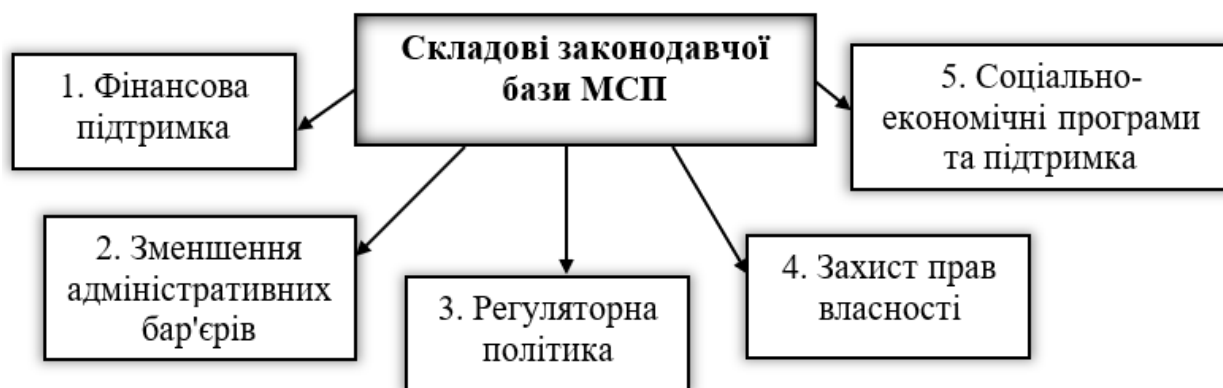 Складові законодавчої
бази МСП
1. Фінансова
підтримка
2. Зменшення
адміністративних
бар'єрів
3. Регуляторна
політика
4. Захист прав
власності
5. Соціально-
економічні програми
та підтримка